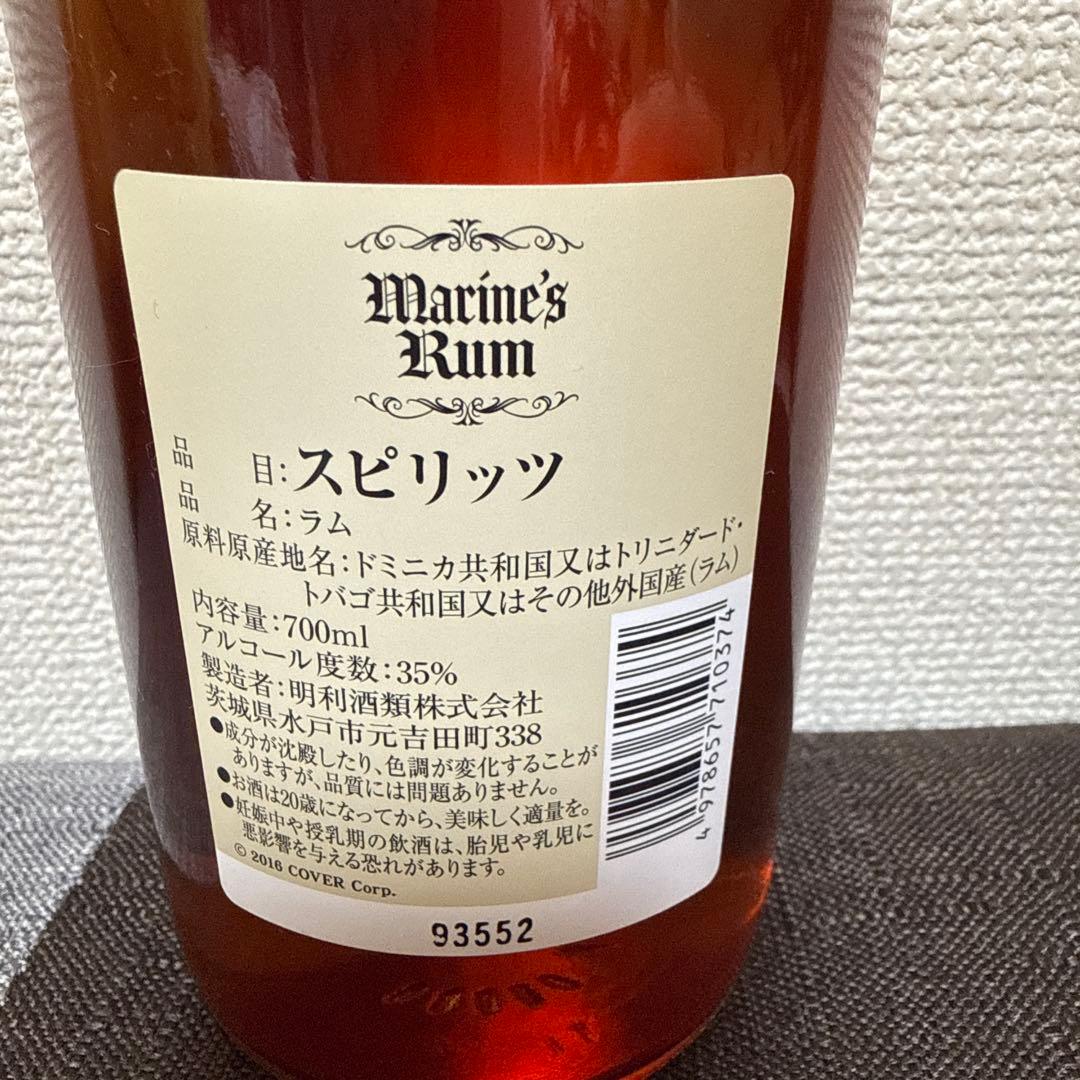 Marine's
Rum
品目:スピリッツ
品名:ラム
原料原産地名:ドミニカ共和国又はトリニダード・
トバゴ共和国又はその他外国産(ラム)
内容量:700ml
アルコール度数:35%
製造者:明利酒類株式会社
茨城県水戸市元吉田町338
●成分が沈殿したり、色調が変化することが
ありますが、品質には問題ありません。
●お酒は20歳になってから、美味しく適量を。
●妊娠中や授乳期の飲酒は、胎児や乳児に
悪影響を与える恐れがあります。
© 2016 COVER Corp.
4 978657 710374
93552